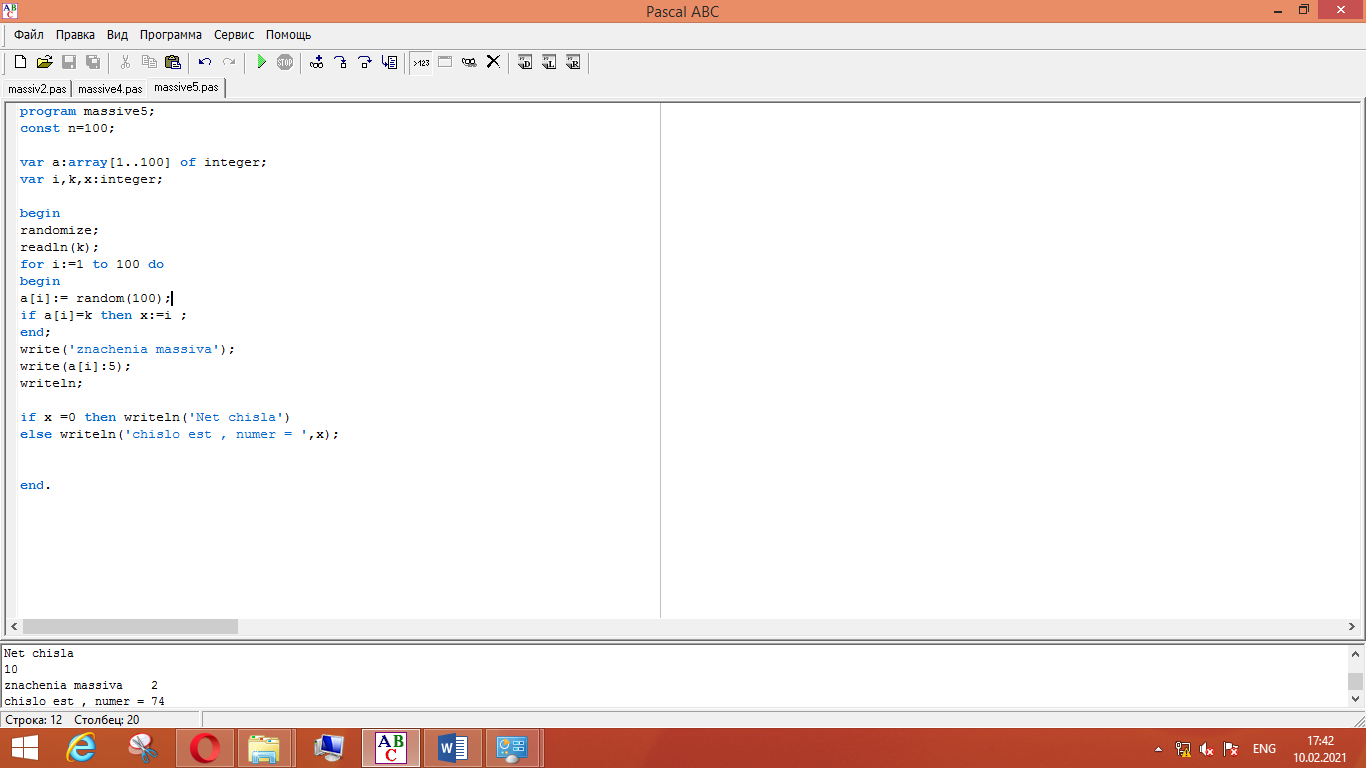 Pascal ABC
Файл Правка Вид Программа Сервис Помощь
massiv2.pas massive4.pas massive5.pas
program massive5;
const n=100;
var a:array[1..100] of integer;
var i,k,x:integer;
begin
randomize;
readln(k);
for i:=1 to 100 do
begin
a[i]:= random(100);
if a[i]=k then x:=i ;
end;
write('znachenia massiva');
write(a[i]:5);
writeln;
if x =0 then writeln('Net chisla')
else writeln('chislo est , numer = ',x);
end.
Net chisla
10
znachenia massiva    2
chislo est , numer = 74
Строка: 12 Столбец: 20
ENG
17:42
10.02.2021